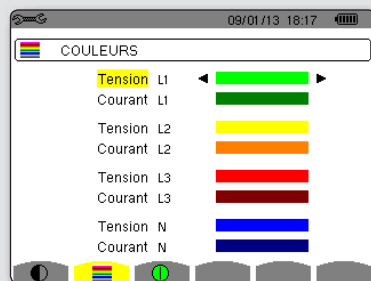 09/01/13 18:17
COULEURS
Tension L1
Courant L1
Tension L2
Courant L2
Tension L3
Courant L3
Tension N
Courant N